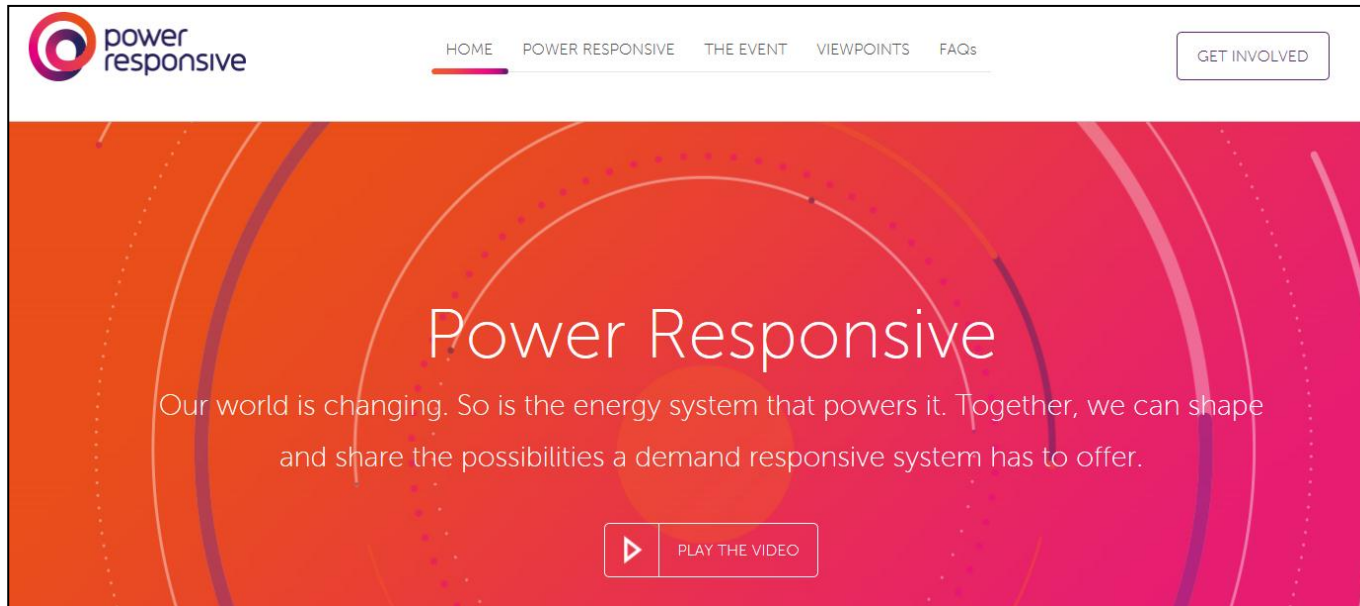 power
responsive
HOME POWER RESPONSIVE THE EVENT VIEWPOINTS FAQs
GET INVOLVED
Power Responsive
Our world is changing. So is the energy system that powers it. Together, we can shape
and share the possibilities a demand responsive system has to offer.
PLAY THE VIDEO